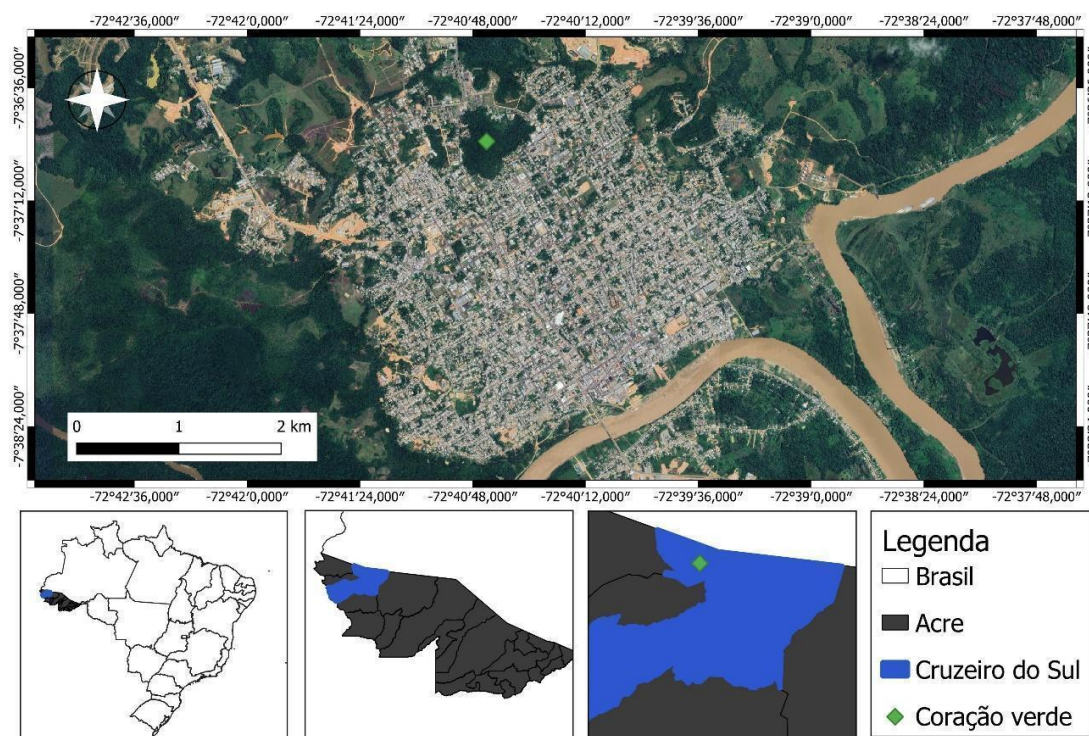 -72°42′36,000″ -72°42′0,000″ -72°41′24,000″ -72°40′48,000″ -72°40′12,000″ -72°39′36,000″ -72°39′0,000″ -72°38′24,000″ -72°37′48,000″
-7°36′36,000″
-7°37′12,000″
-7°37′48,000″
-7°38′24,000″
0 1 2 km
-72°42′36,000″ -72°42′0,000″ -72°41′24,000″ -72°40′48,000″ -72°40′12,000″ -72°39′36,000″ -72°39′0,000″ -72°38′24,000″ -72°37′48,000″
Legenda
Brasil
Acre
Cruzeiro do Sul
Coração verde